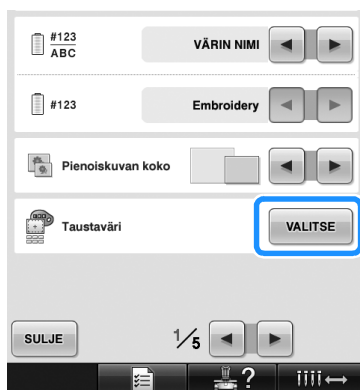 #123
ABC
VÄRIN NIMI
#123
Embroidery
Pienoiskuvan koko
Taustaväri
VALITSE
SULJE
1/5
?